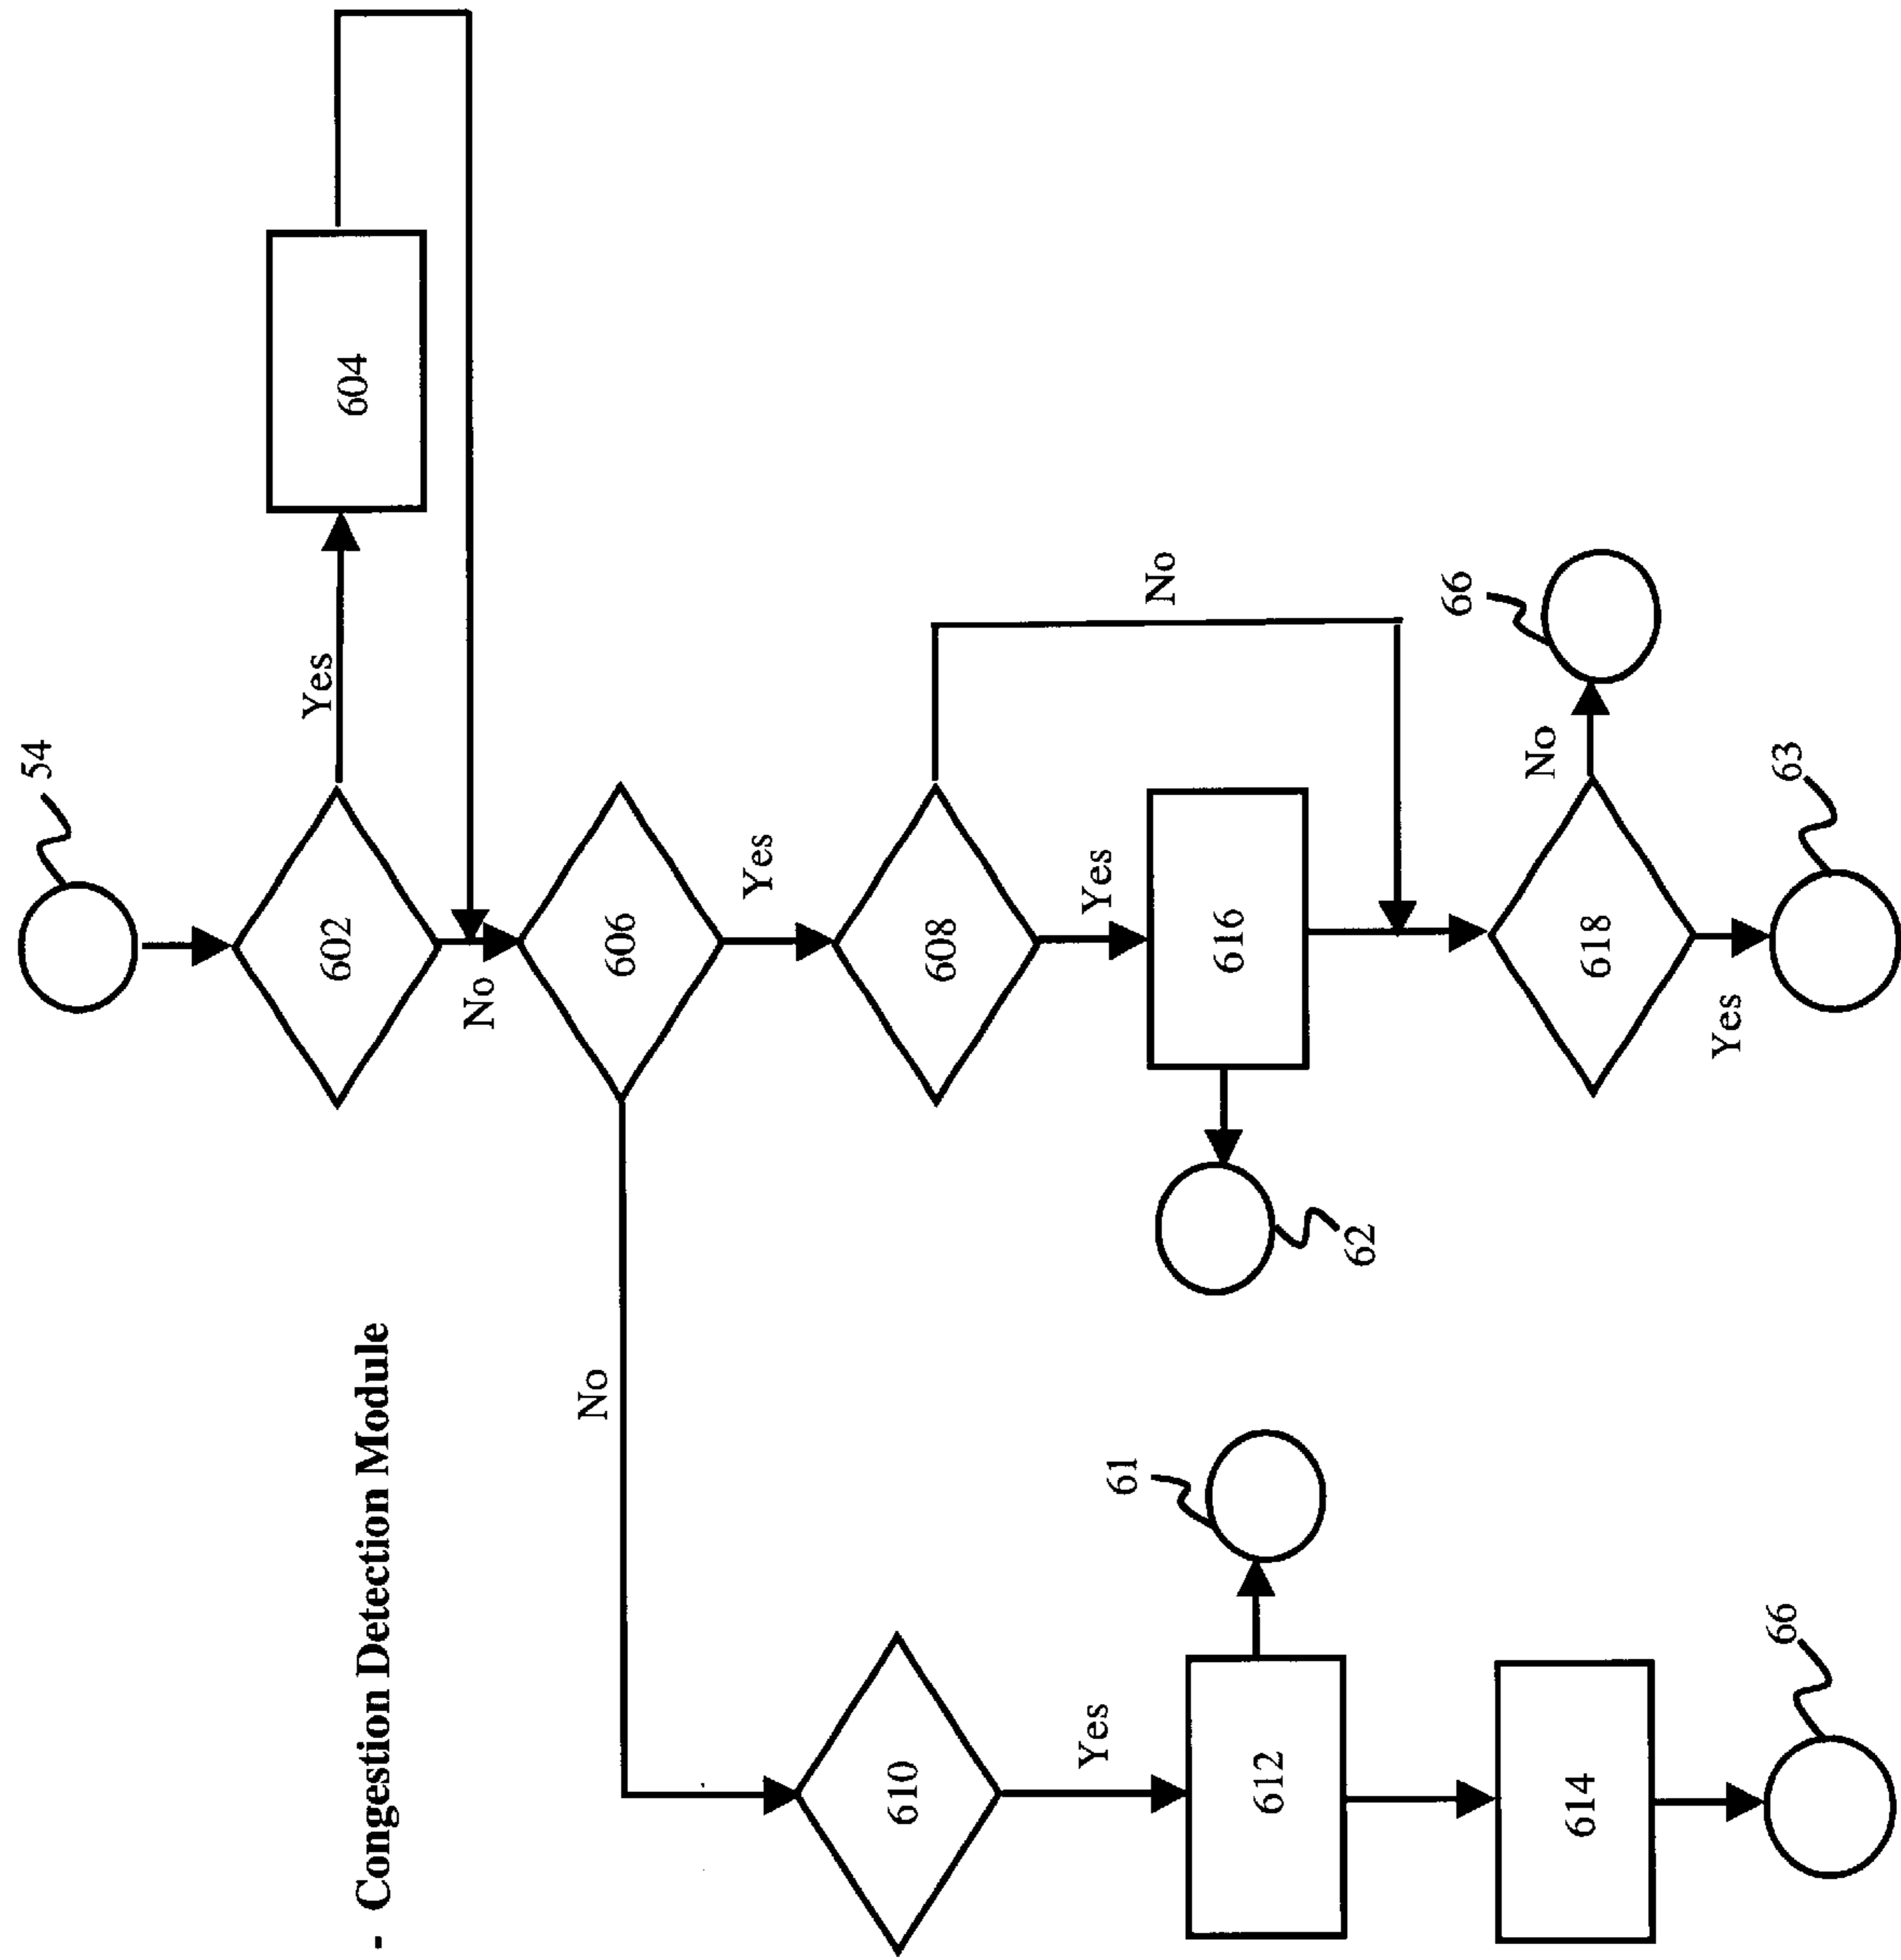 - Congestion Detection Module
54
602
Yes
604
No
606
Yes
No
608
Yes
No
616
62
618
No
66
Yes
63
610
Yes
612
61
614
66